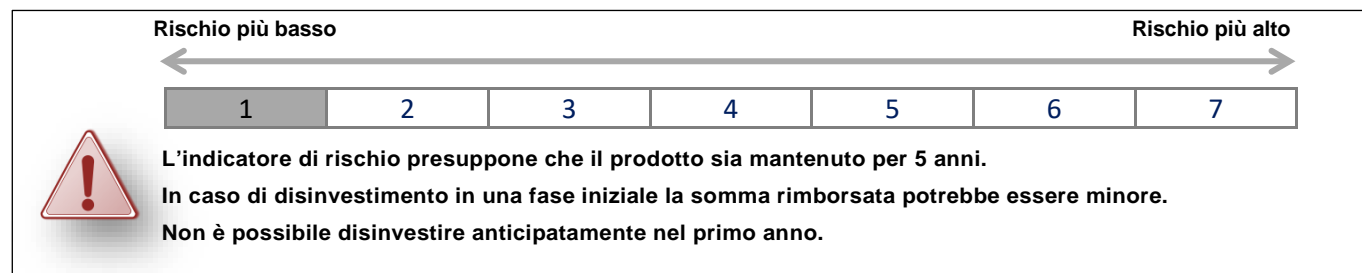 Rischio più basso Rischio più alto
1 2 3 4 5 6 7
L'indicatore di rischio presuppone che il prodotto sia mantenuto per 5 anni.
In caso di disinvestimento in una fase iniziale la somma rimborsata potrebbe essere minore.
Non è possibile disinvestire anticipatamente nel primo anno.